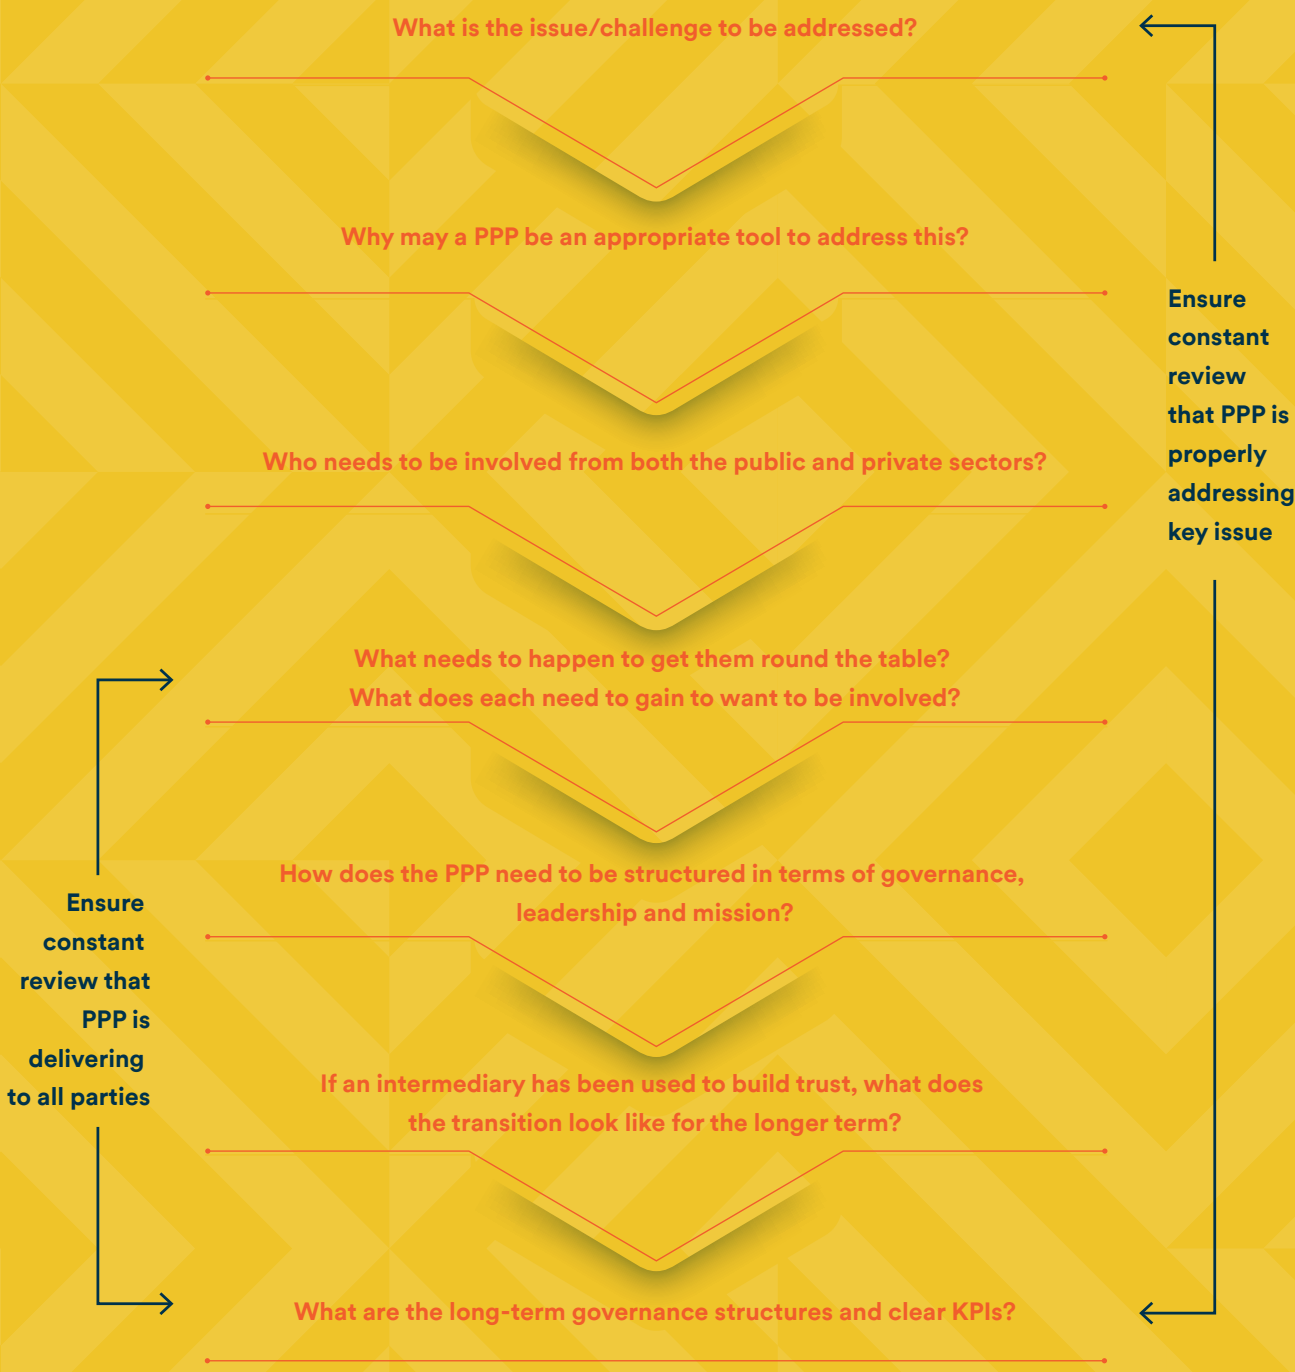 What is the issue/challenge to be addressed?
Why may a PPP be an appropriate tool to address this?
Ensure
constant
review
that PPP is
properly
addressing
key issue
Who needs to be involved from both the public and private sectors?
What needs to happen to get them round the table?
What does each need to gain to want to be involved?
How does the PPP need to be structured in terms of governance,
leadership and mission?
Ensure
constant
review that
PPP is
delivering
to all parties
If an intermediary has been used to build trust, what does
the transition look like for the longer term?
What are the long-term governance structures and clear KPIs?